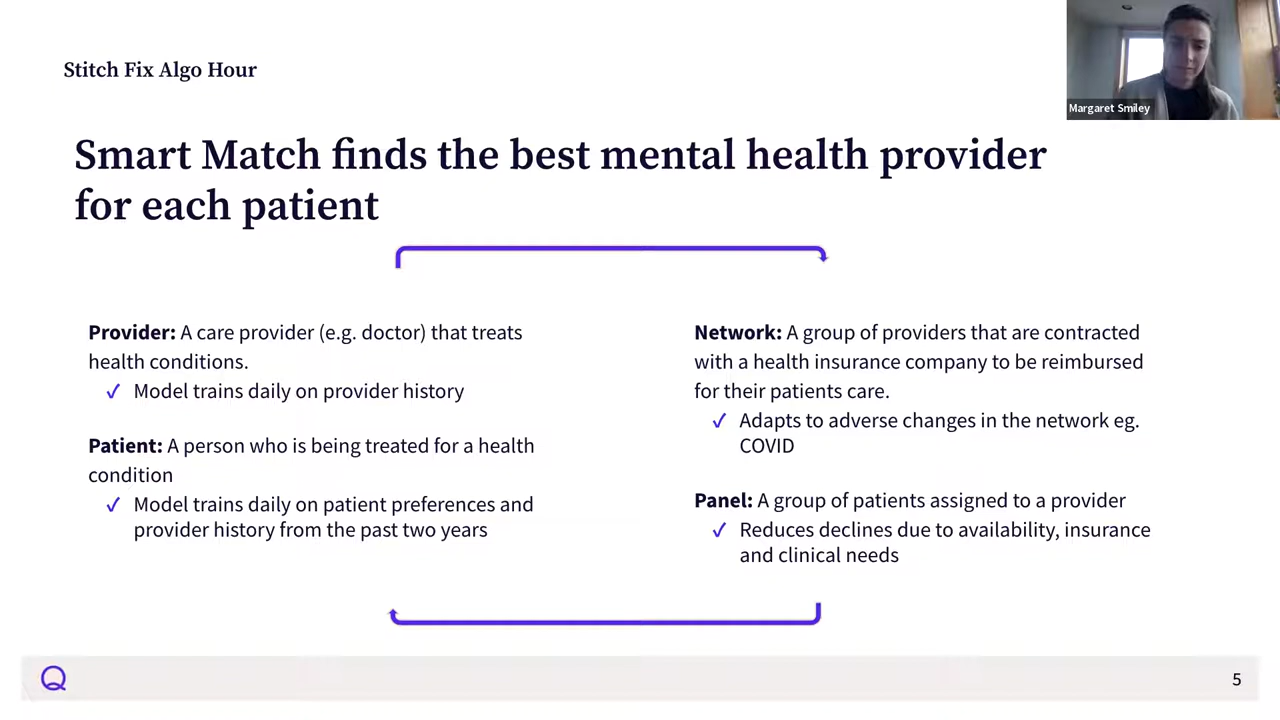 Stitch Fix Algo Hour
Margaret Smiley
Smart Match finds the best mental health provider
for each patient
Provider: A care provider (e.g. doctor) that treats
health conditions.
✓ Model trains daily on provider history
Patient: A person who is being treated for a health
condition
✓ Model trains daily on patient preferences and
provider history from the past two years
Network: A group of providers that are contracted
with a health insurance company to be reimbursed
for their patients care.
✓ Adapts to adverse changes in the network eg.
COVID
Panel: A group of patients assigned to a provider
✓ Reduces declines due to availability, insurance
and clinical needs
5